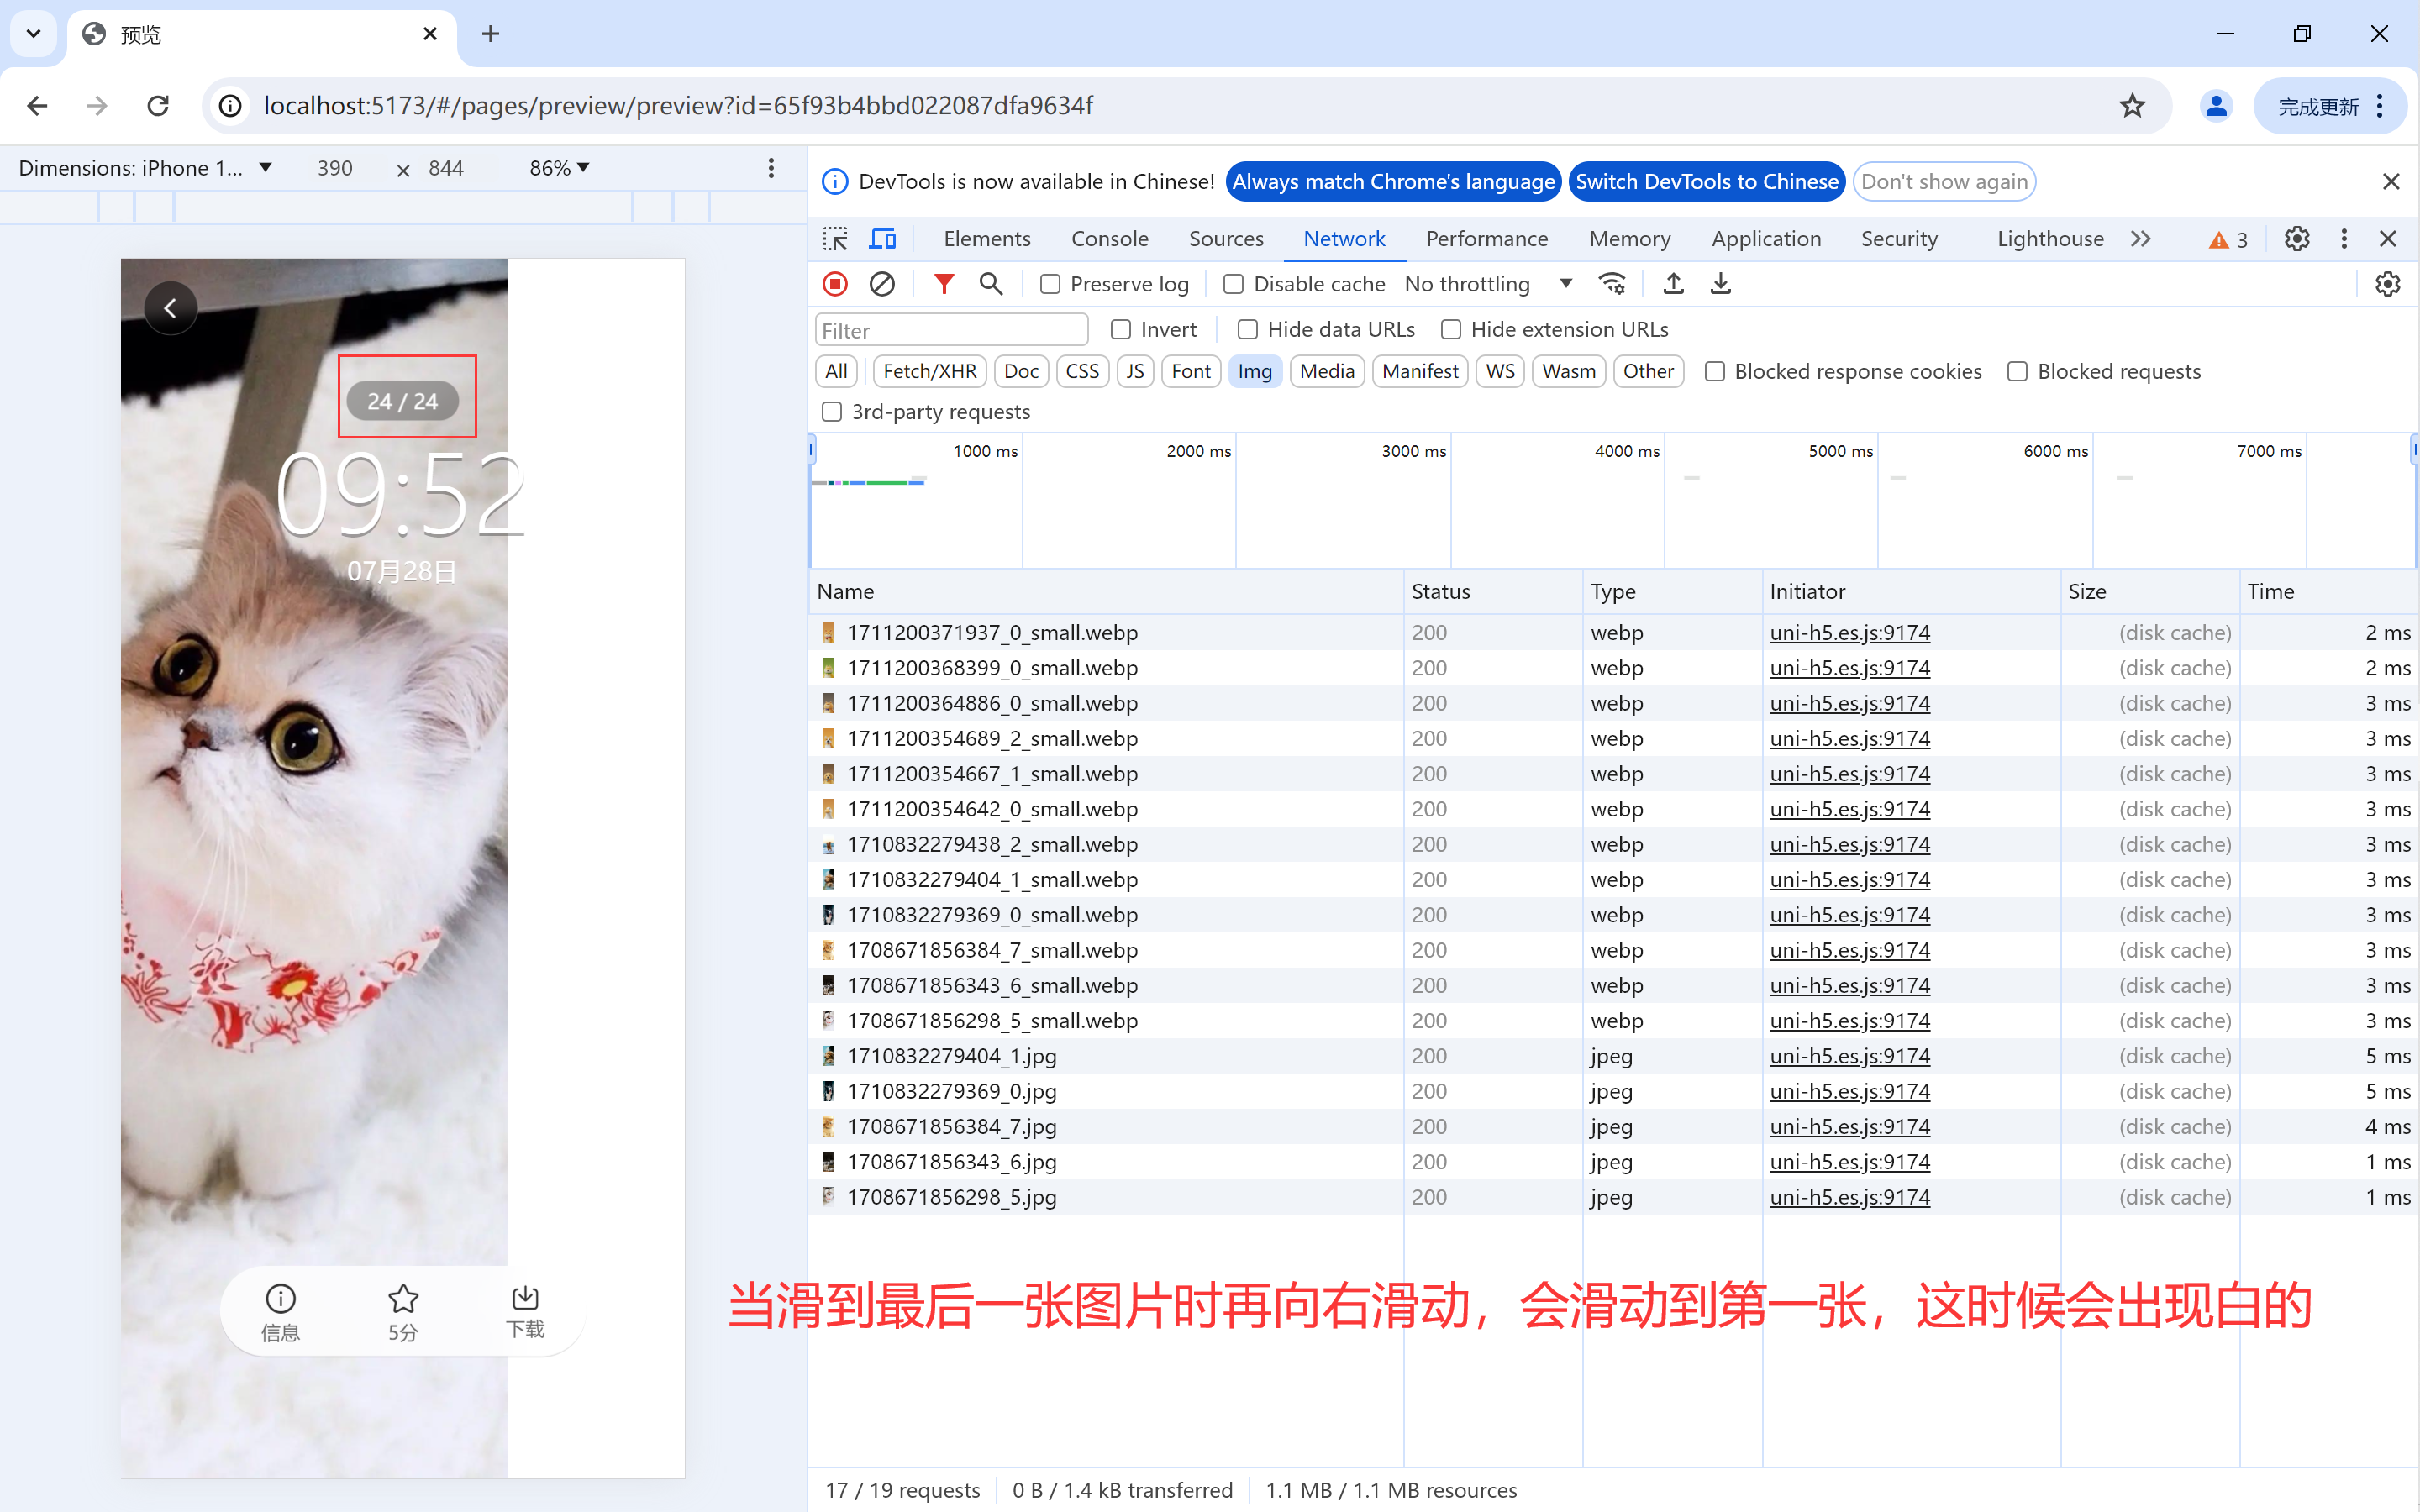 预览
localhost:5173/#/pages/preview/preview?id=65f93b4bbd022087dfa9634f
完成更新
Dimensions: iPhone 1... 390 × 844 86%
DevTools is now available in Chinese! Always match Chrome's language Switch DevTools to Chinese Don't show again
Elements Console Sources Network Performance Memory Application Security Lighthouse 3
Preserve log Disable cache No throttling
Filter Invert Hide data URLs Hide extension URLs
All Fetch/XHR Doc CSS JS Font Img Media Manifest WS Wasm Other Blocked response cookies Blocked requests
3rd-party requests
1000 ms 2000 ms 3000 ms 4000 ms 5000 ms 6000 ms 7000 ms
24 / 24
09:52
07月28日
信息 5分 下载
Name Status Type Initiator Size Time
1711200371937_0_small.webp 200 webp uni-h5.es.js:9174 (disk cache) 2 ms
1711200368399_0_small.webp 200 webp uni-h5.es.js:9174 (disk cache) 2 ms
1711200364886_0_small.webp 200 webp uni-h5.es.js:9174 (disk cache) 3 ms
1711200354689_2_small.webp 200 webp uni-h5.es.js:9174 (disk cache) 3 ms
1711200354667_1_small.webp 200 webp uni-h5.es.js:9174 (disk cache) 3 ms
1711200354642_0_small.webp 200 webp uni-h5.es.js:9174 (disk cache) 3 ms
1710832279438_2_small.webp 200 webp uni-h5.es.js:9174 (disk cache) 3 ms
1710832279404_1_small.webp 200 webp uni-h5.es.js:9174 (disk cache) 3 ms
1710832279369_0_small.webp 200 webp uni-h5.es.js:9174 (disk cache) 3 ms
1708671856384_7_small.webp 200 webp uni-h5.es.js:9174 (disk cache) 3 ms
1708671856343_6_small.webp 200 webp uni-h5.es.js:9174 (disk cache) 3 ms
1708671856298_5_small.webp 200 webp uni-h5.es.js:9174 (disk cache) 3 ms
1710832279404_1.jpg 200 jpeg uni-h5.es.js:9174 (disk cache) 5 ms
1710832279369_0.jpg 200 jpeg uni-h5.es.js:9174 (disk cache) 5 ms
1708671856384_7.jpg 200 jpeg uni-h5.es.js:9174 (disk cache) 4 ms
1708671856343_6.jpg 200 jpeg uni-h5.es.js:9174 (disk cache) 1 ms
1708671856298_5.jpg 200 jpeg uni-h5.es.js:9174 (disk cache) 1 ms
当滑到最后一张图片时再向右滑动，会滑动到第一张，这时候会出现白的
17 / 19 requests 0 B / 1.4 kB transferred 1.1 MB / 1.1 MB resources